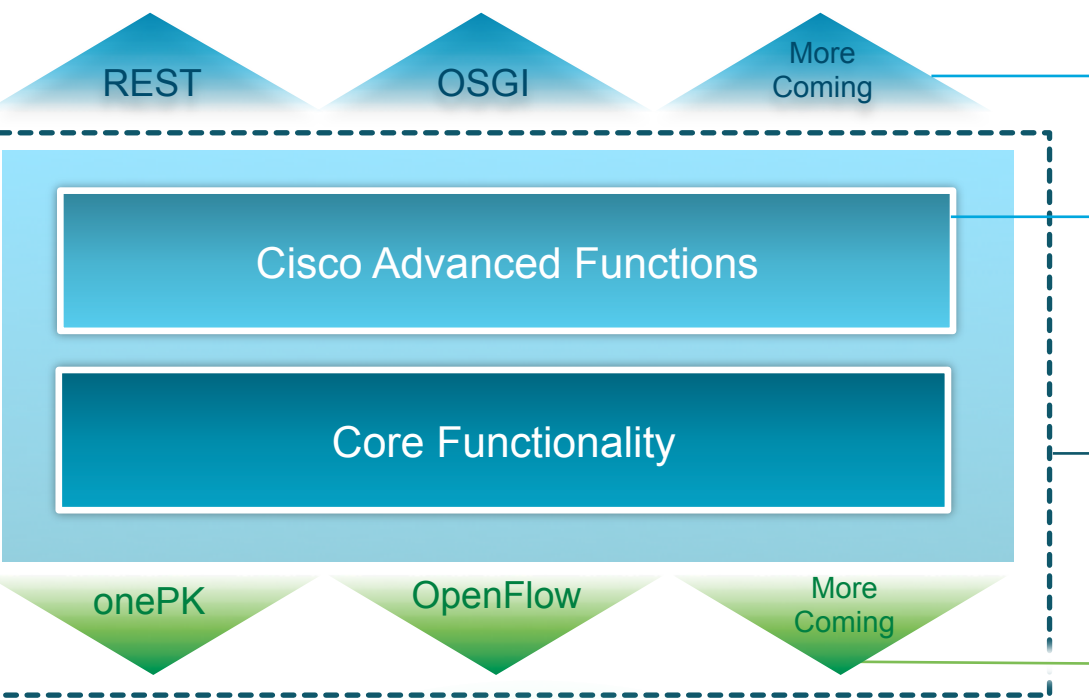 REST
OSGI
More
Coming
Cisco Advanced Functions
Core Functionality
onePK
OpenFlow
More
Coming